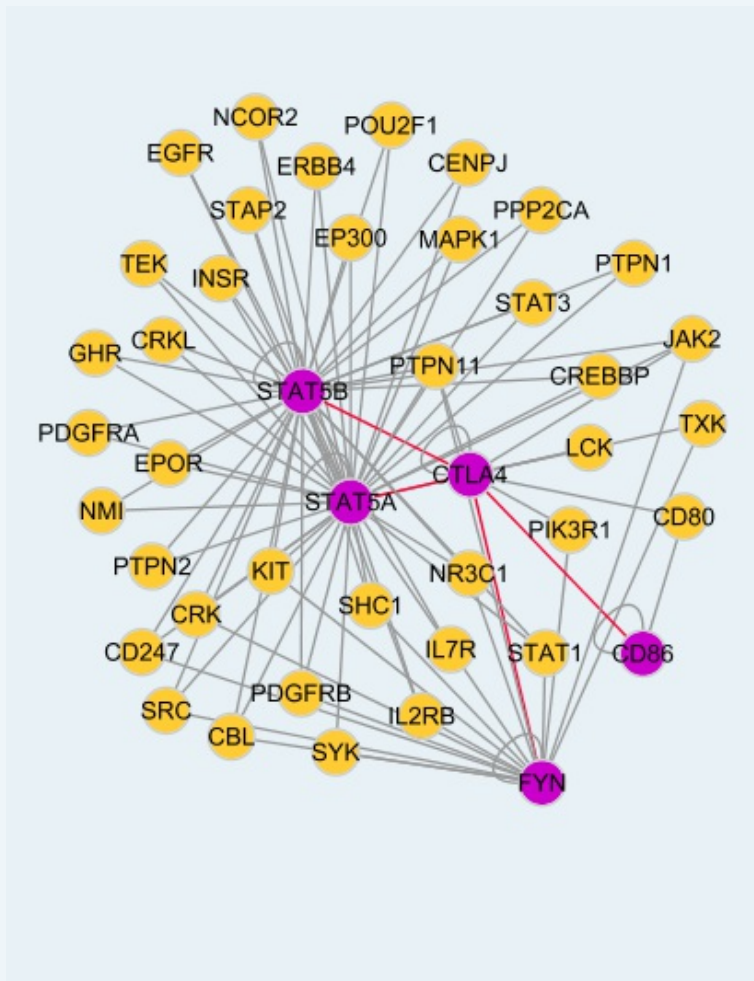 NCOR2
POU2F1
EGFR
ERBB4
CENPJ
STAP2
PPP2CA
EP300
MAPK1
TEK
INSR
PTPN1
STAT3
GHR
CRKL
JAK2
PTPN11
CREBBP
STAT5B
PDGFRA
TXK
EPOR
LCK
CTLA4
NMI
STAT5A
CD80
PIK3R1
PTPN2
KIT
NR3C1
SHC1
CRK
CD247
IL7R
STAT1
CD86
PDGFRB
SRC
IL2RB
CBL
SYK
FYN